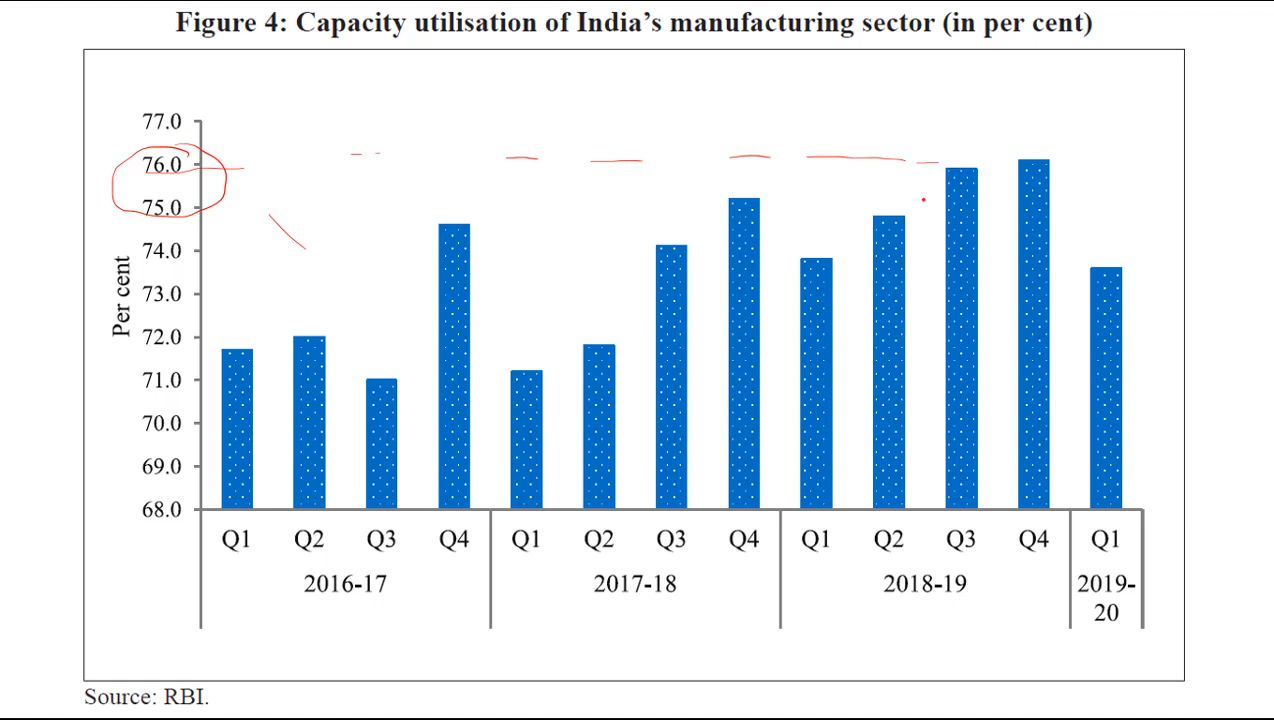 Figure 4: Capacity utilisation of India’s manufacturing sector (in per cent)
77.0
76.0
75.0
74.0
73.0
72.0
71.0
70.0
69.0
68.0
Per cent
Q1 Q2 Q3 Q4 Q1 Q2 Q3 Q4 Q1 Q2 Q3 Q4 Q1
2016-17 2017-18 2018-19 2019-
20
Source: RBI.